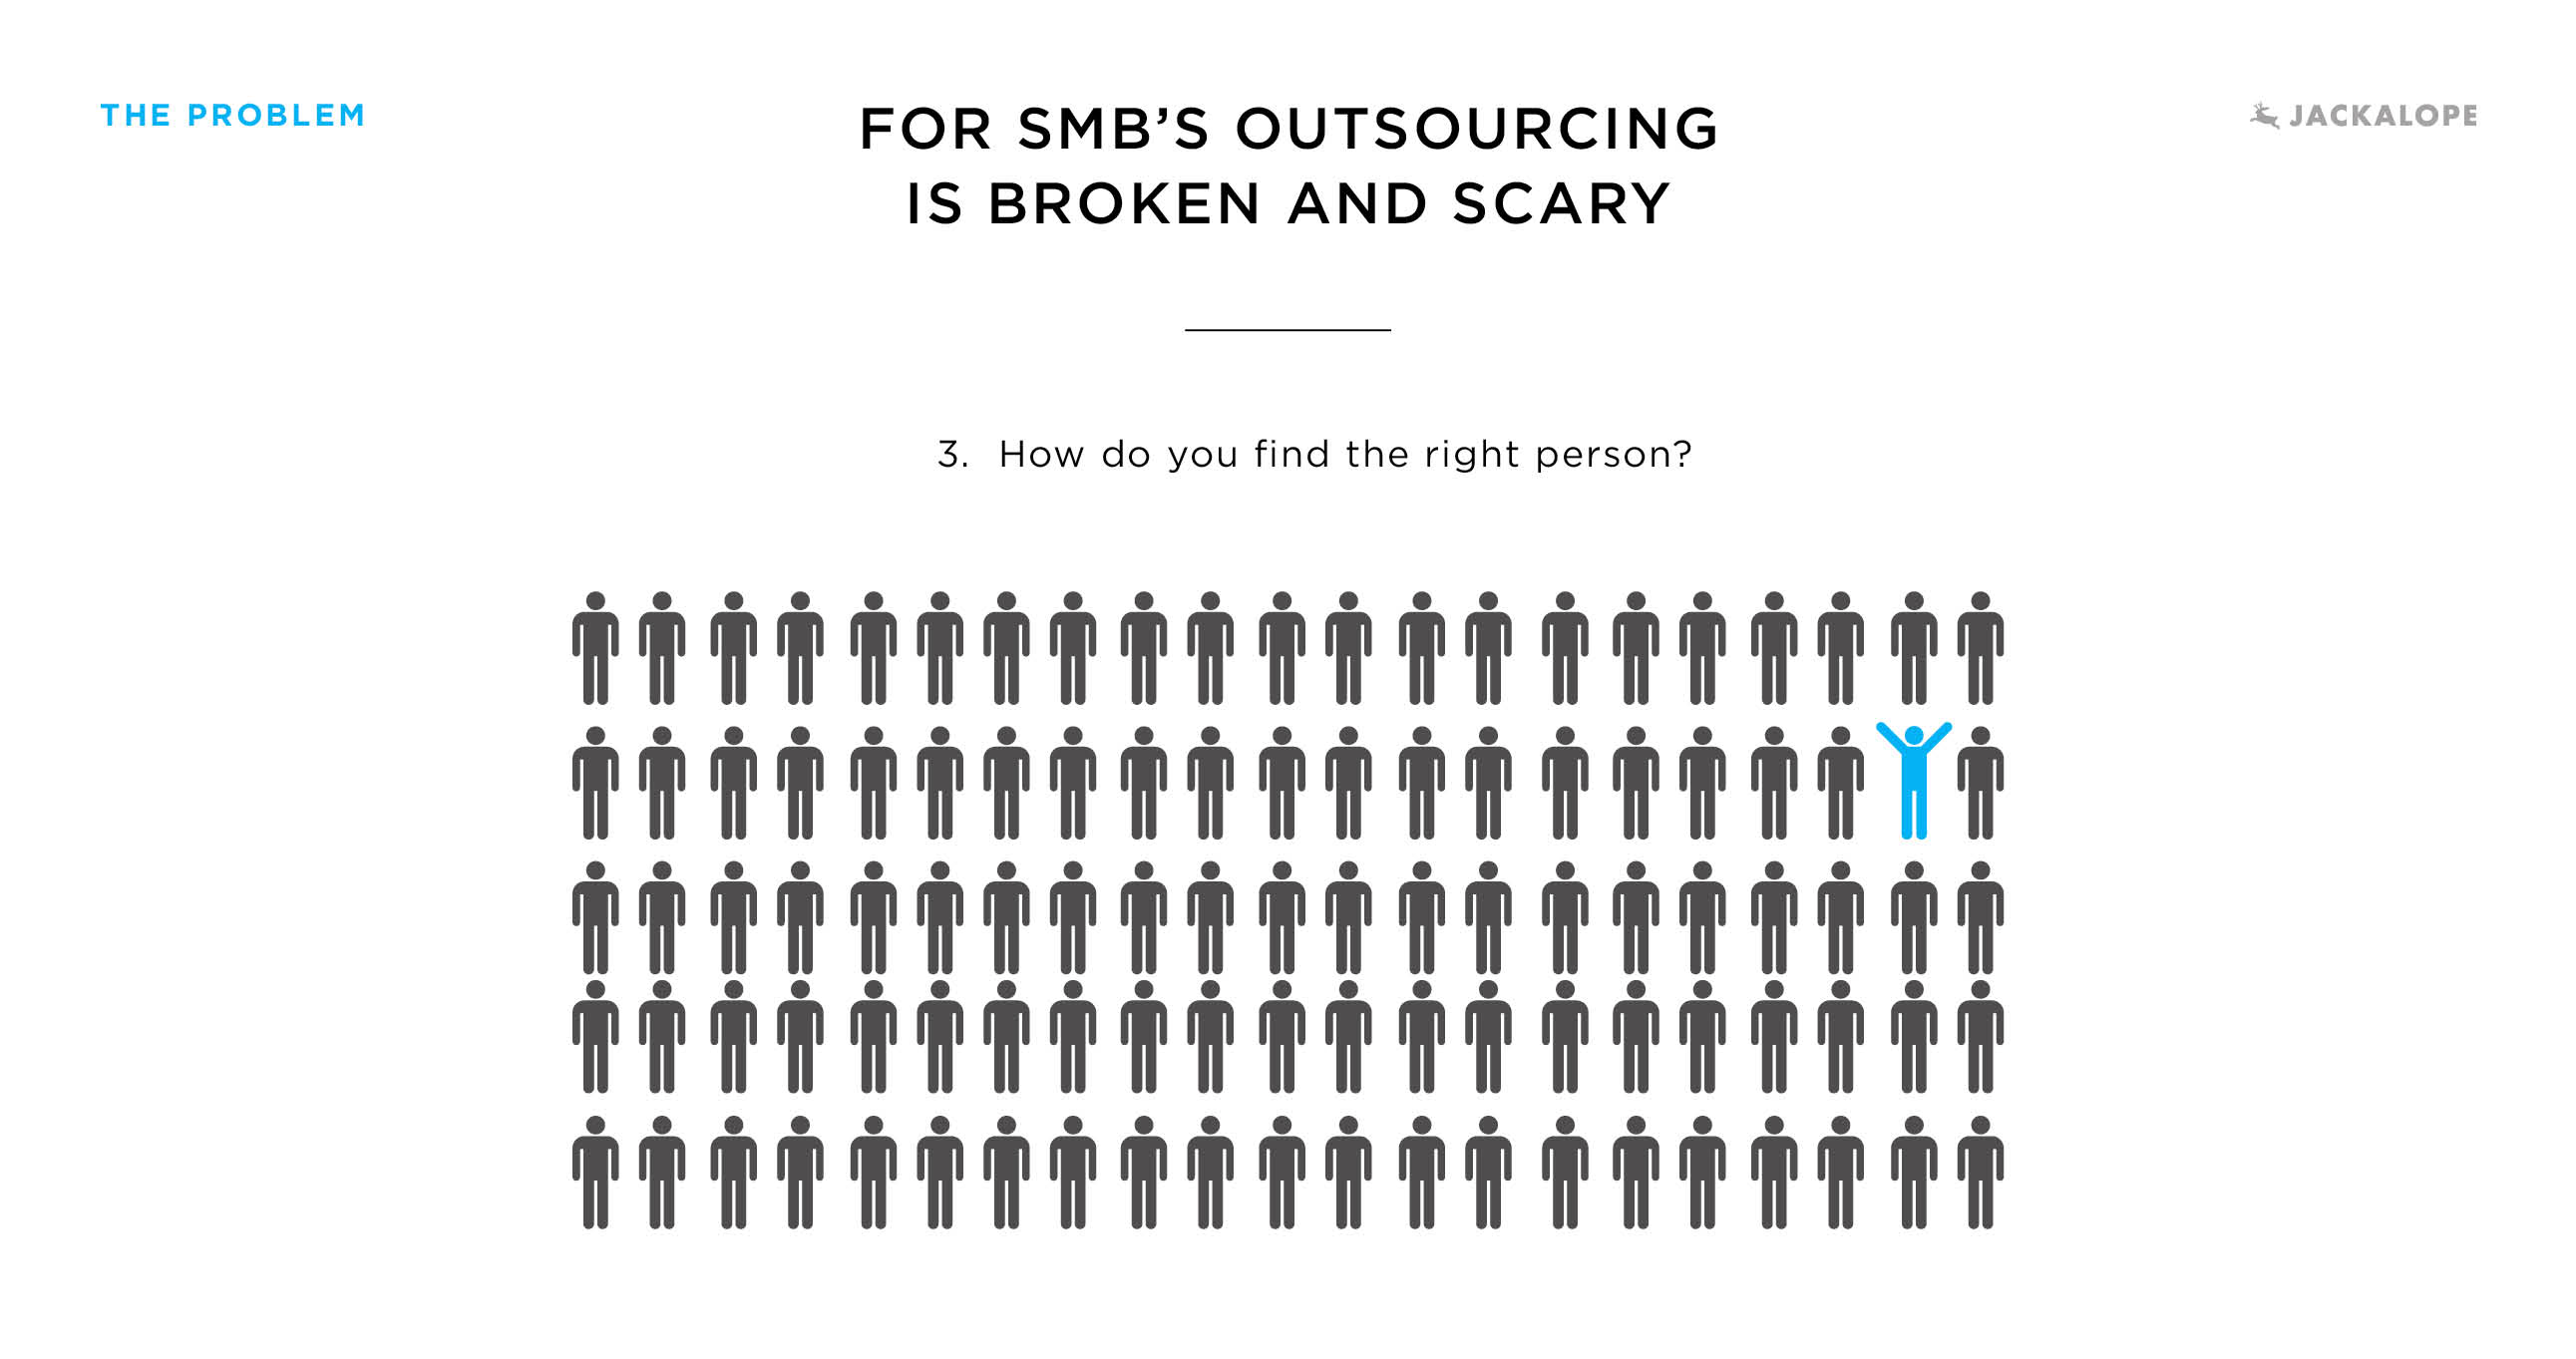 THE PROBLEM
FOR SMB’S OUTSOURCING
IS BROKEN AND SCARY
JACKALOPE
3. How do you find the right person?